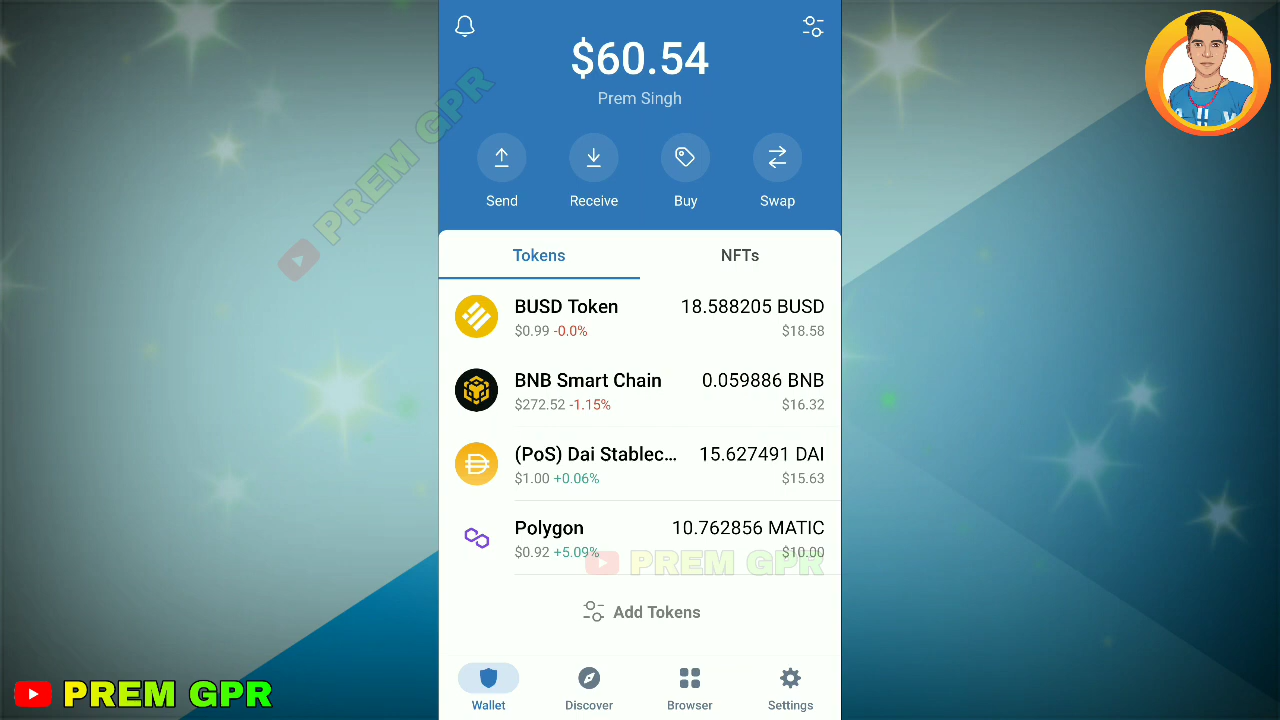 $60.54
Prem Singh
PREM GPR
Send Receive Buy Swap
Tokens NFTs
BUSD Token 18.588205 BUSD
$0.99 -0.0% $18.58
BNB Smart Chain 0.059886 BNB
$272.52 -1.15% $16.32
(PoS) Dai Stablec... 15.627491 DAI
$1.00 +0.06% $15.63
Polygon 10.762856 MATIC
$0.92 +5.09% $10.00
PREM GPR
Add Tokens
Wallet Discover Browser Settings
PREM GPR